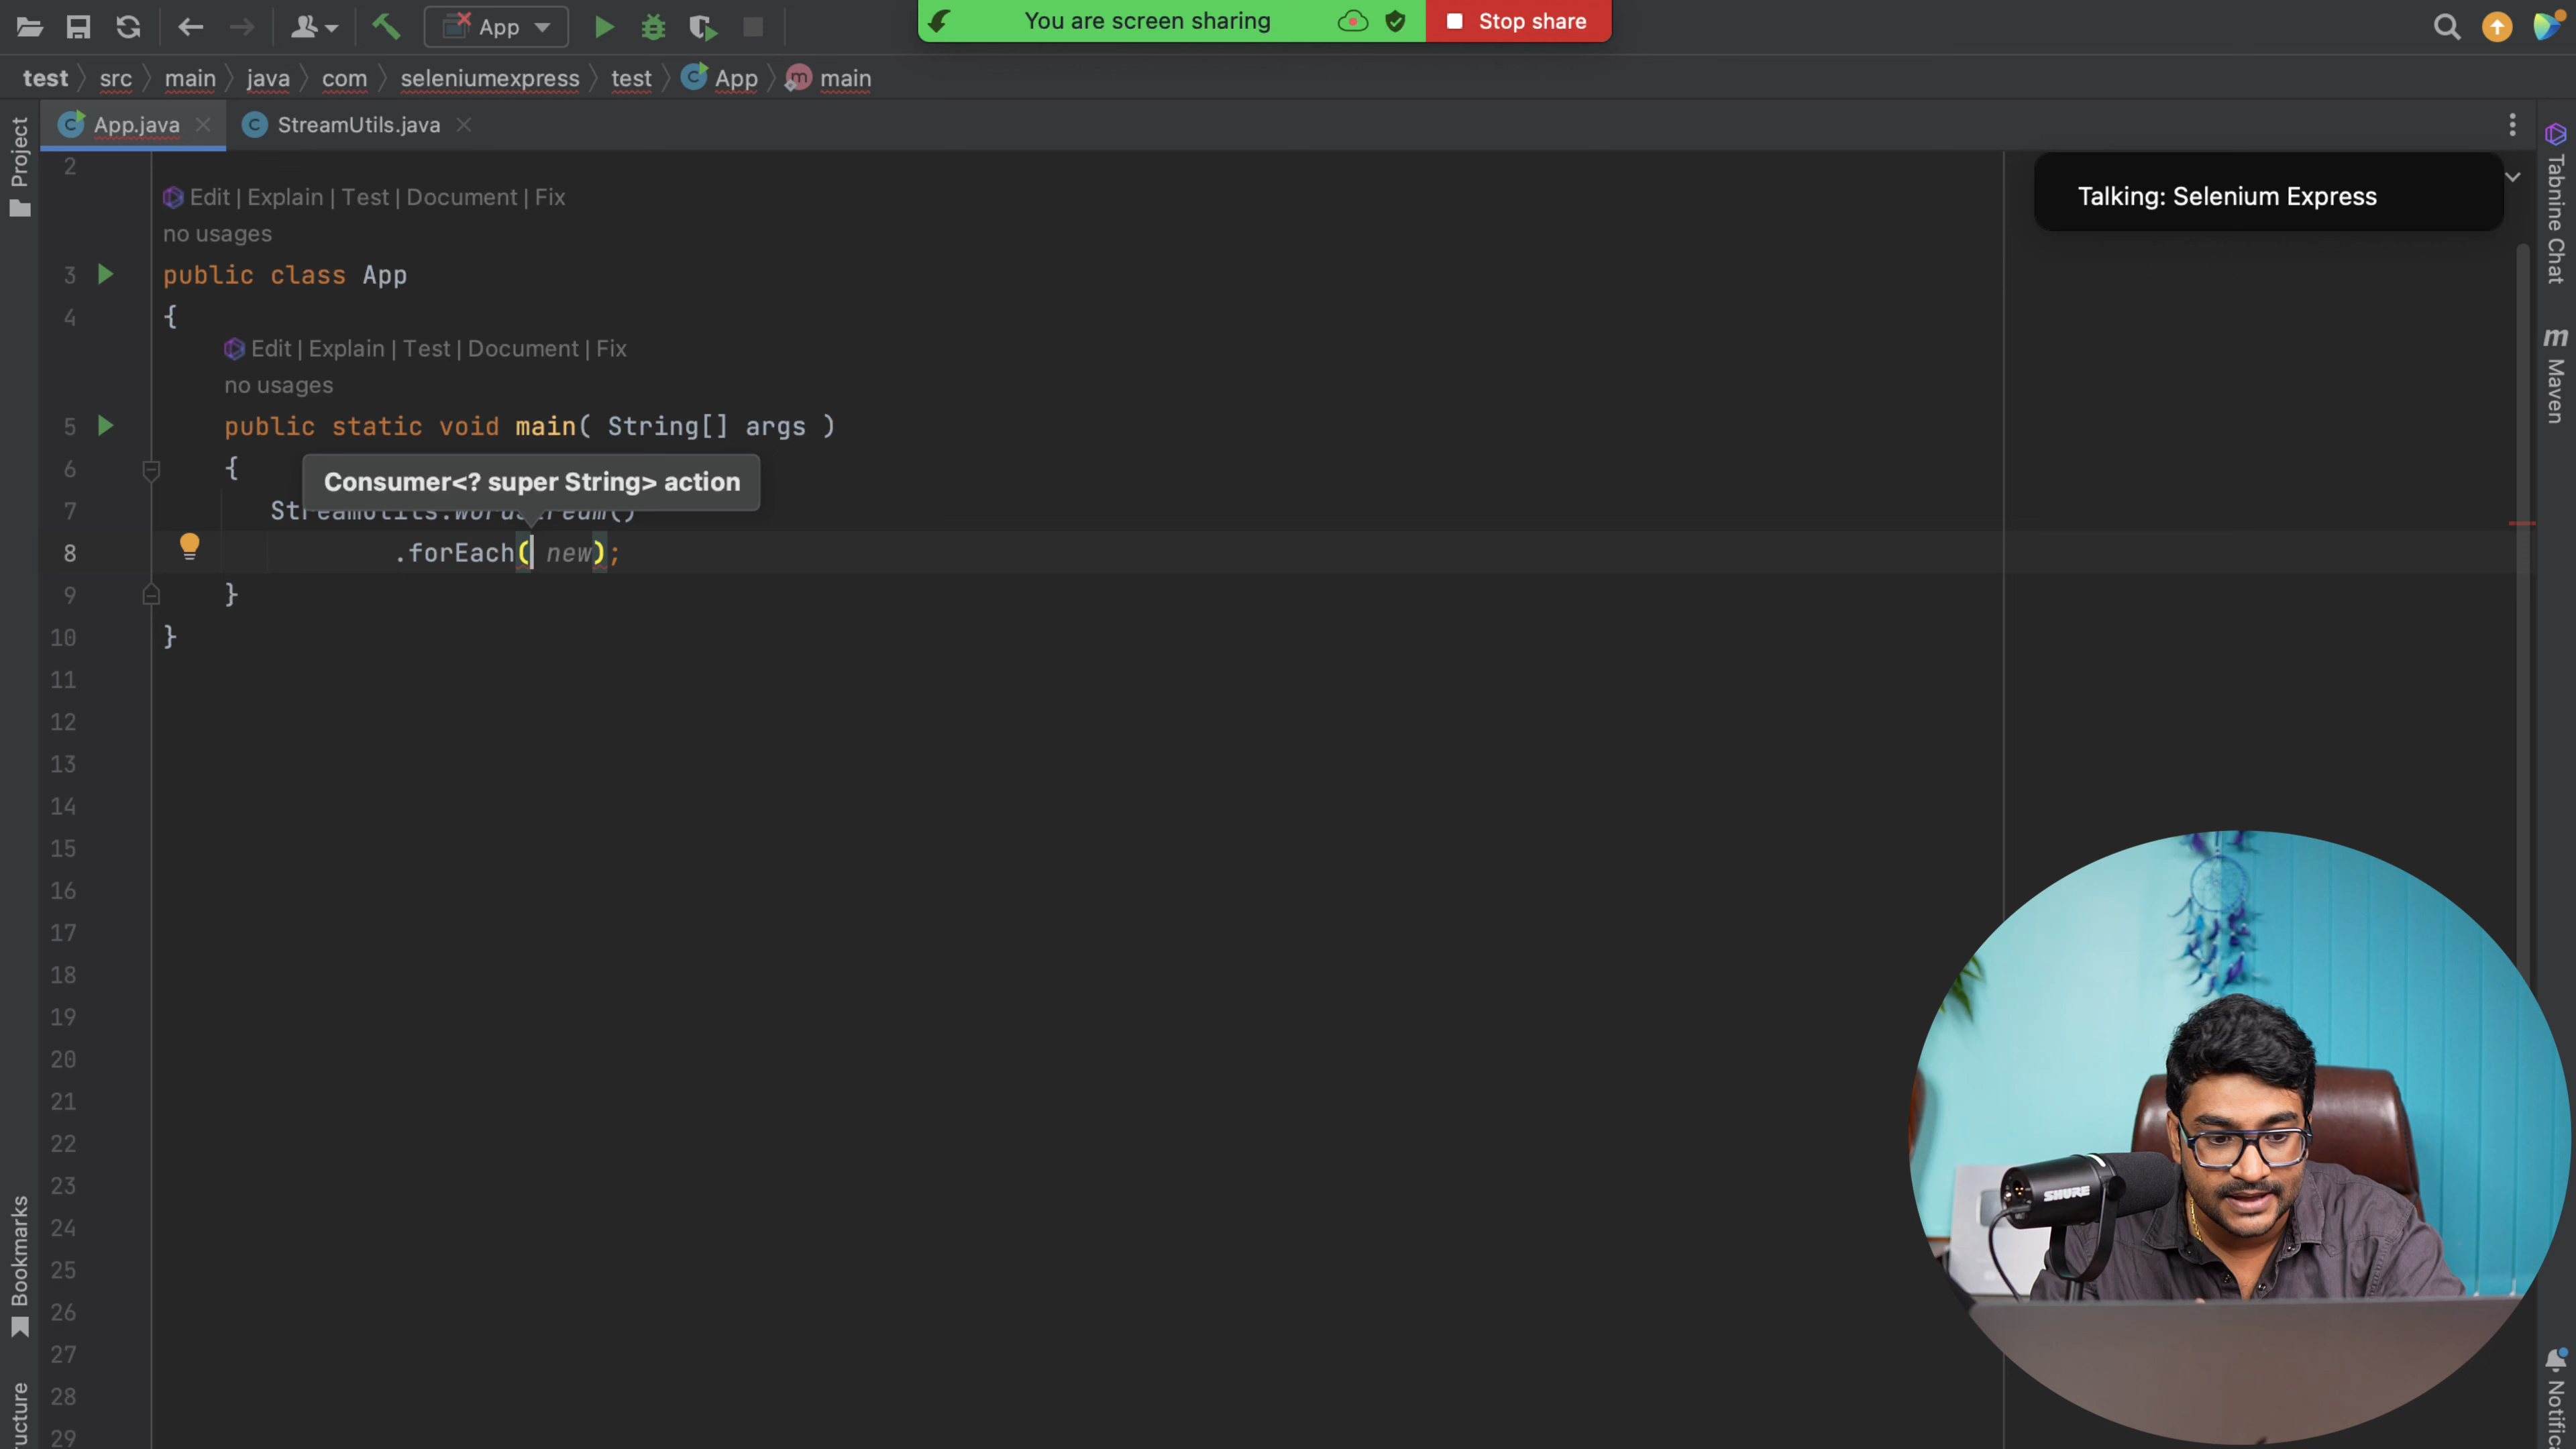 App
You are screen sharing
Stop share
test src main java com seleniumexpress test App main
App.java StreamUtils.java
Project
Talking: Selenium Express
Tabnine Chat
Maven
2
Edit | Explain | Test | Document | Fix
no usages
3 public class App
4 {
Edit | Explain | Test | Document | Fix
no usages
5 public static void main( String[] args )
6 {
Consumer<? super String> action
7 StreamUtils.wordStream()
8 .forEach( new);
9 }
10 }
11
12
13
14
15
16
17
18
19
20
21
22
23
24
25
26
27
28
29
SHURE
Bookmarks
ructure
Notific